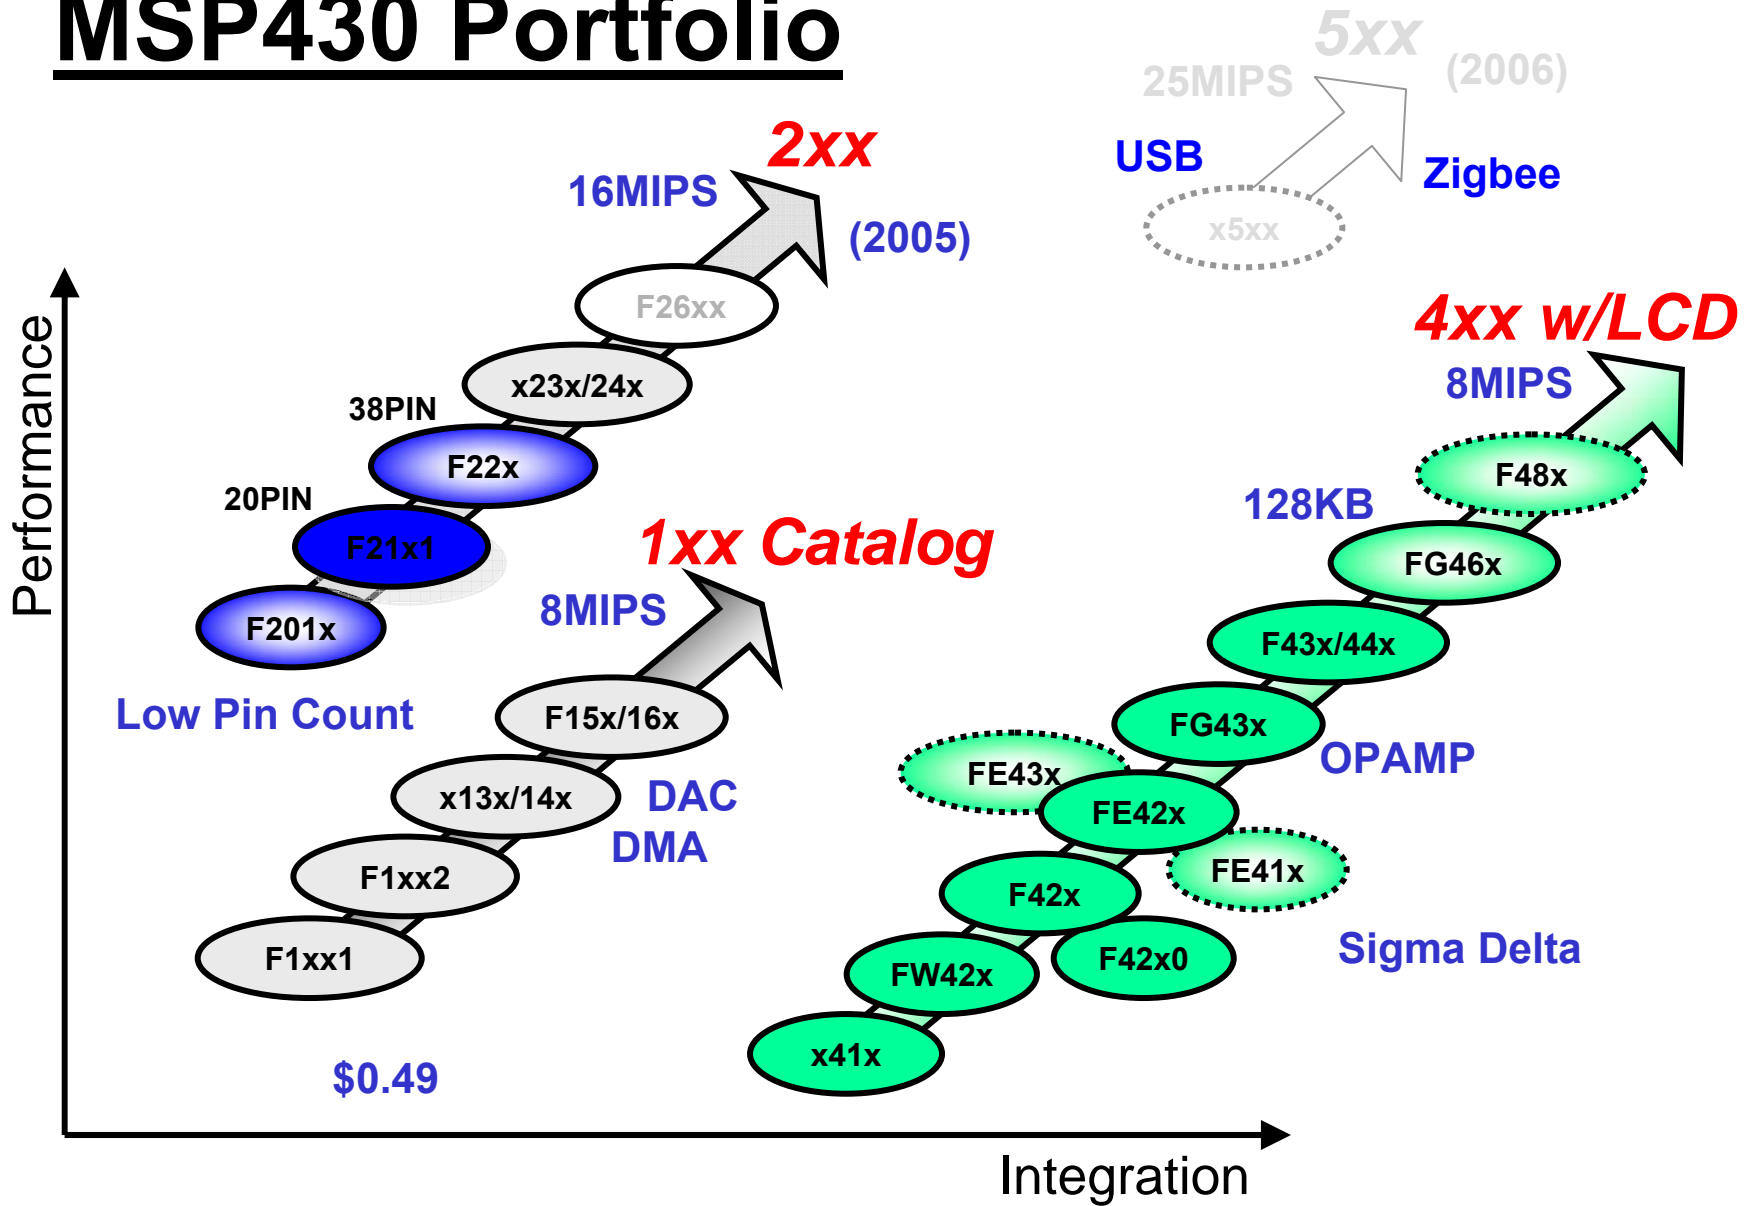 MSP430 Portfolio
5xx
25MIPS
(2006)
USB
Zigbee
x5xx
2xx
16MIPS
(2005)
F26xx
x23x/24x
38PIN
F22x
20PIN
F21x1
F201x
Low Pin Count
1xx Catalog
8MIPS
F15x/16x
x13x/14x
DAC
DMA
F1xx2
F1xx1
$0.49
4xx w/LCD
8MIPS
F48x
128KB
FG46x
F43x/44x
FG43x
OPAMP
FE43x
FE42x
FE41x
F42x
Sigma Delta
F42x0
FW42x
x41x
Performance
Integration